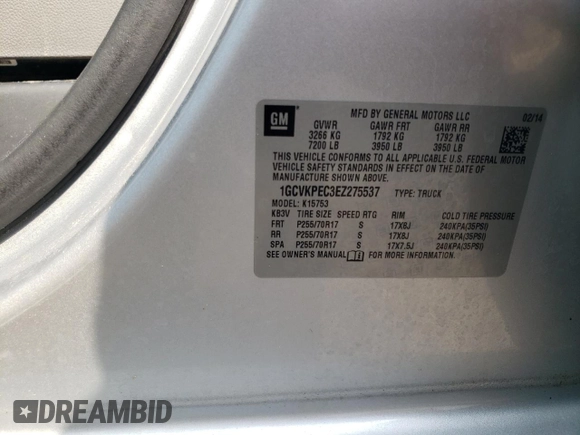 GM
MFD BY GENERAL MOTORS LLC 02/14
GVWR GAWR FRT GAWR RR
3266 KG 1792 KG 1792 KG
7200 LB 3950 LB 3950 LB
THIS VEHICLE CONFORMS TO ALL APPLICABLE U.S. FEDERAL MOTOR
VEHICLE SAFETY STANDARDS IN EFFECT ON THE DATE OF
MANUFACTURE SHOWN ABOVE.
1GCVKPEC3EZ275537 TYPE: TRUCK
MODEL: K15753
KB3V TIRE SIZE SPEED RTG RIM COLD TIRE PRESSURE
FRT P255/70R17 S 17X8J 240KPA(35PSI)
RR P255/70R17 S 17X8J 240KPA(35PSI)
SPA P255/70R17 S 17X7.5J 240KPA(35PSI)
SEE OWNER'S MANUAL FOR MORE INFORMATION.
DREAMBID